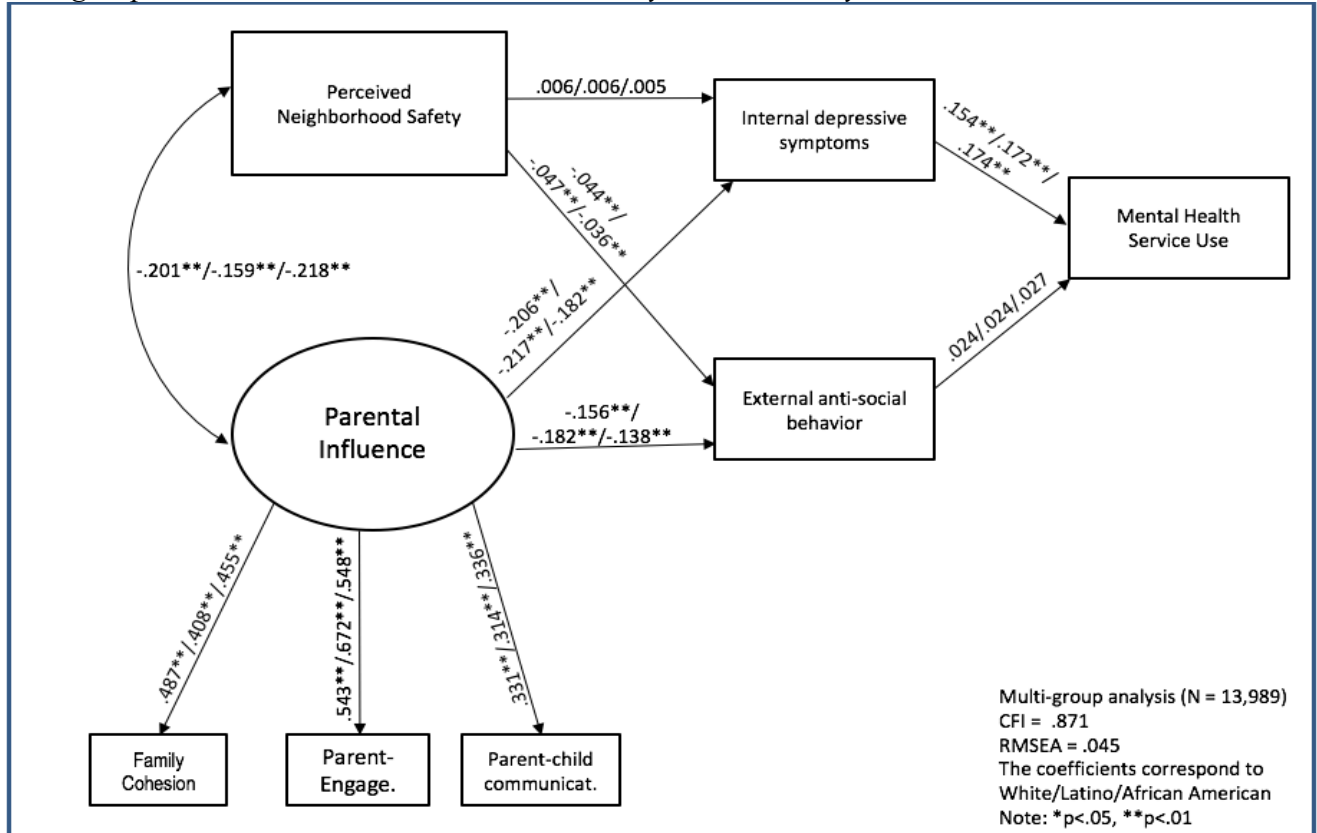 Perceived
Neighborhood Safety
.006/.006/.005
Internal depressive
symptoms
.154**/.172**/
.174**
Mental Health
Service Use
-.044**/
-.047**/-.036**
-.201**/-.159**/-.218**
-.206**/
-.217**/-.182**
.024/.024/.027
External anti-social
behavior
Parental
Influence
-.156**/
-.182**/-.138**
.487**/.408**/.455**
.543**/.672**/.548**
.331**/.314**/.336**
Family
Cohesion
Parent-
Engage.
Parent-child
communicat.
Multi-group analysis (N = 13,989)
CFI = .871
RMSEA = .045
The coefficients correspond to
White/Latino/African American
Note: *p<.05, **p<.01